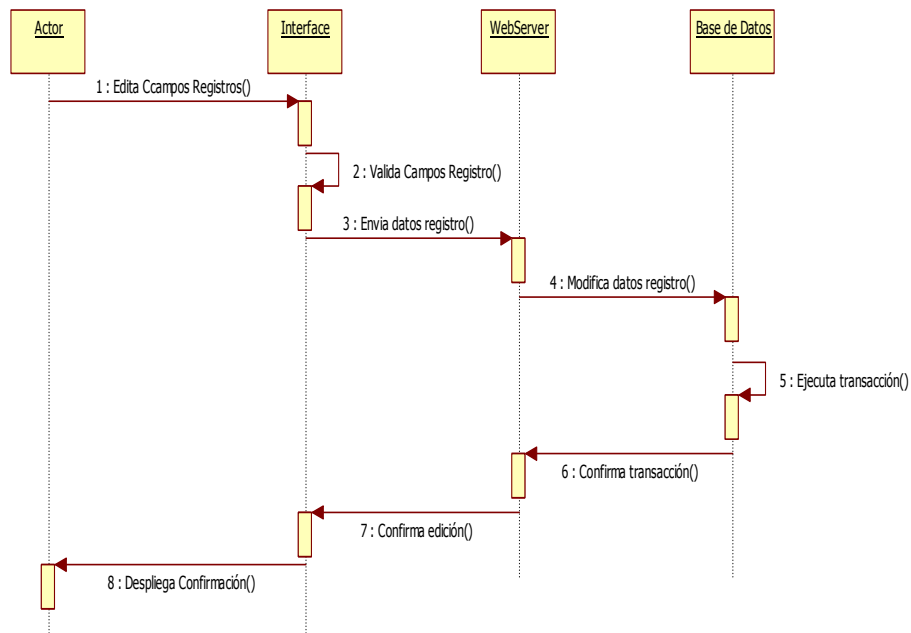 Actor
Interface
WebServer
Base de Datos
1 : Edita Ccampos Registros()
2 : Valida Campos Registro()
3 : Envia datos registro()
4 : Modifica datos registro()
5 : Ejecuta transacción()
6 : Confirma transacción()
7 : Confirma edición()
8 : Despliega Confirmación()